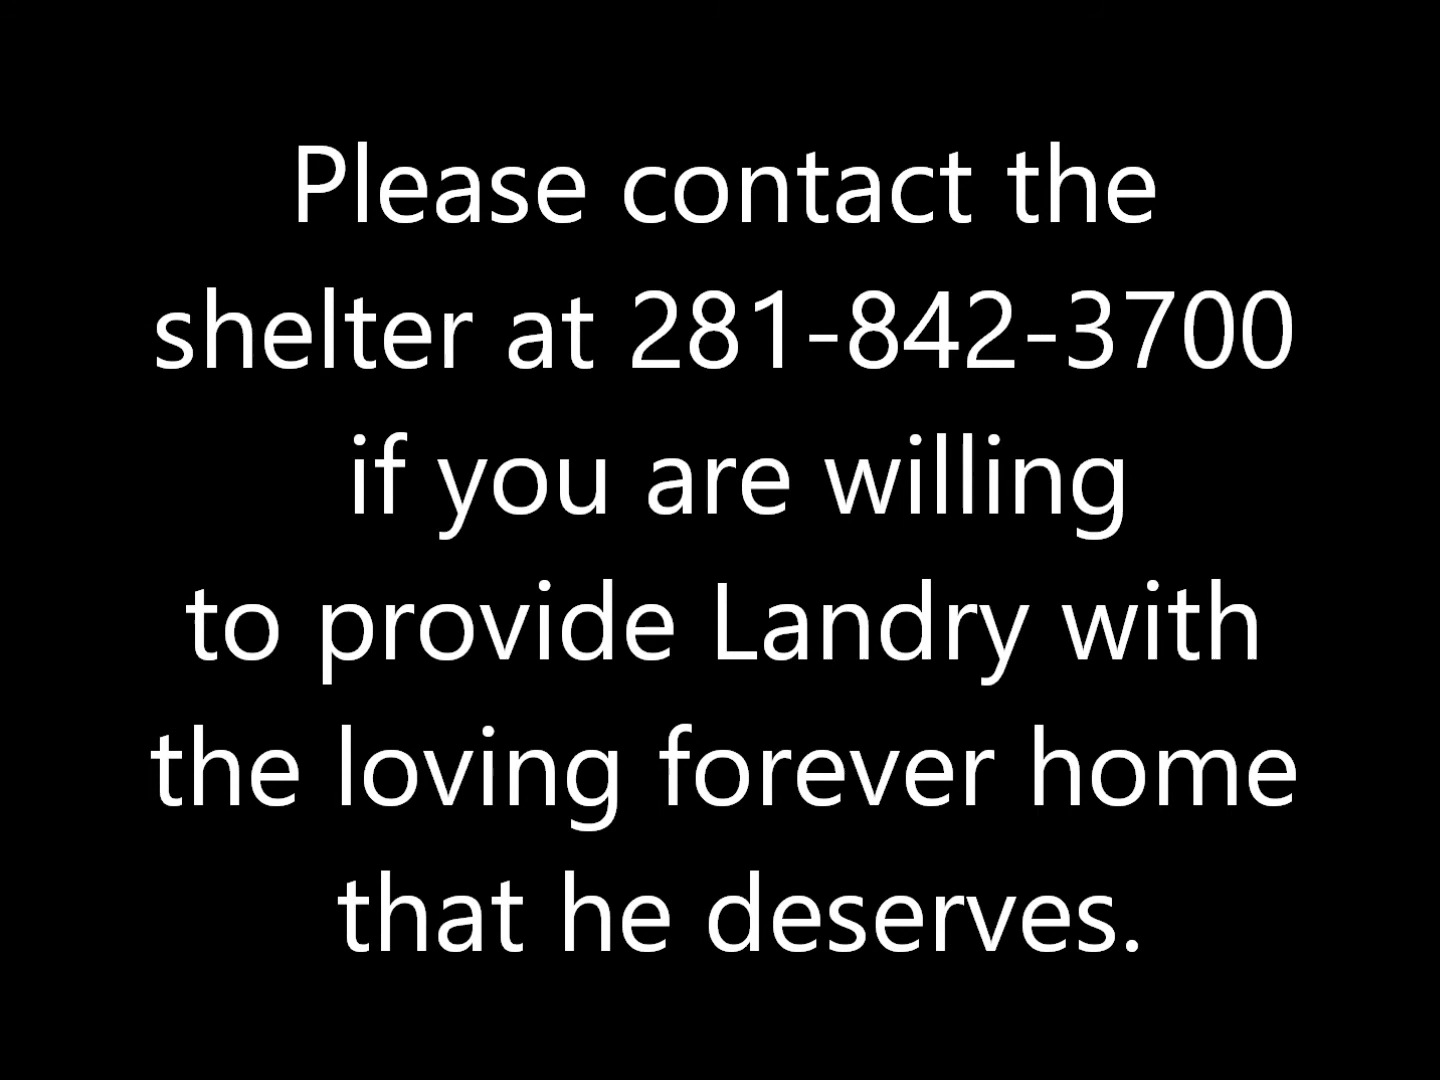 Please contact the
shelter at 281-842-3700
if you are willing
to provide Landry with
the loving forever home
that he deserves.